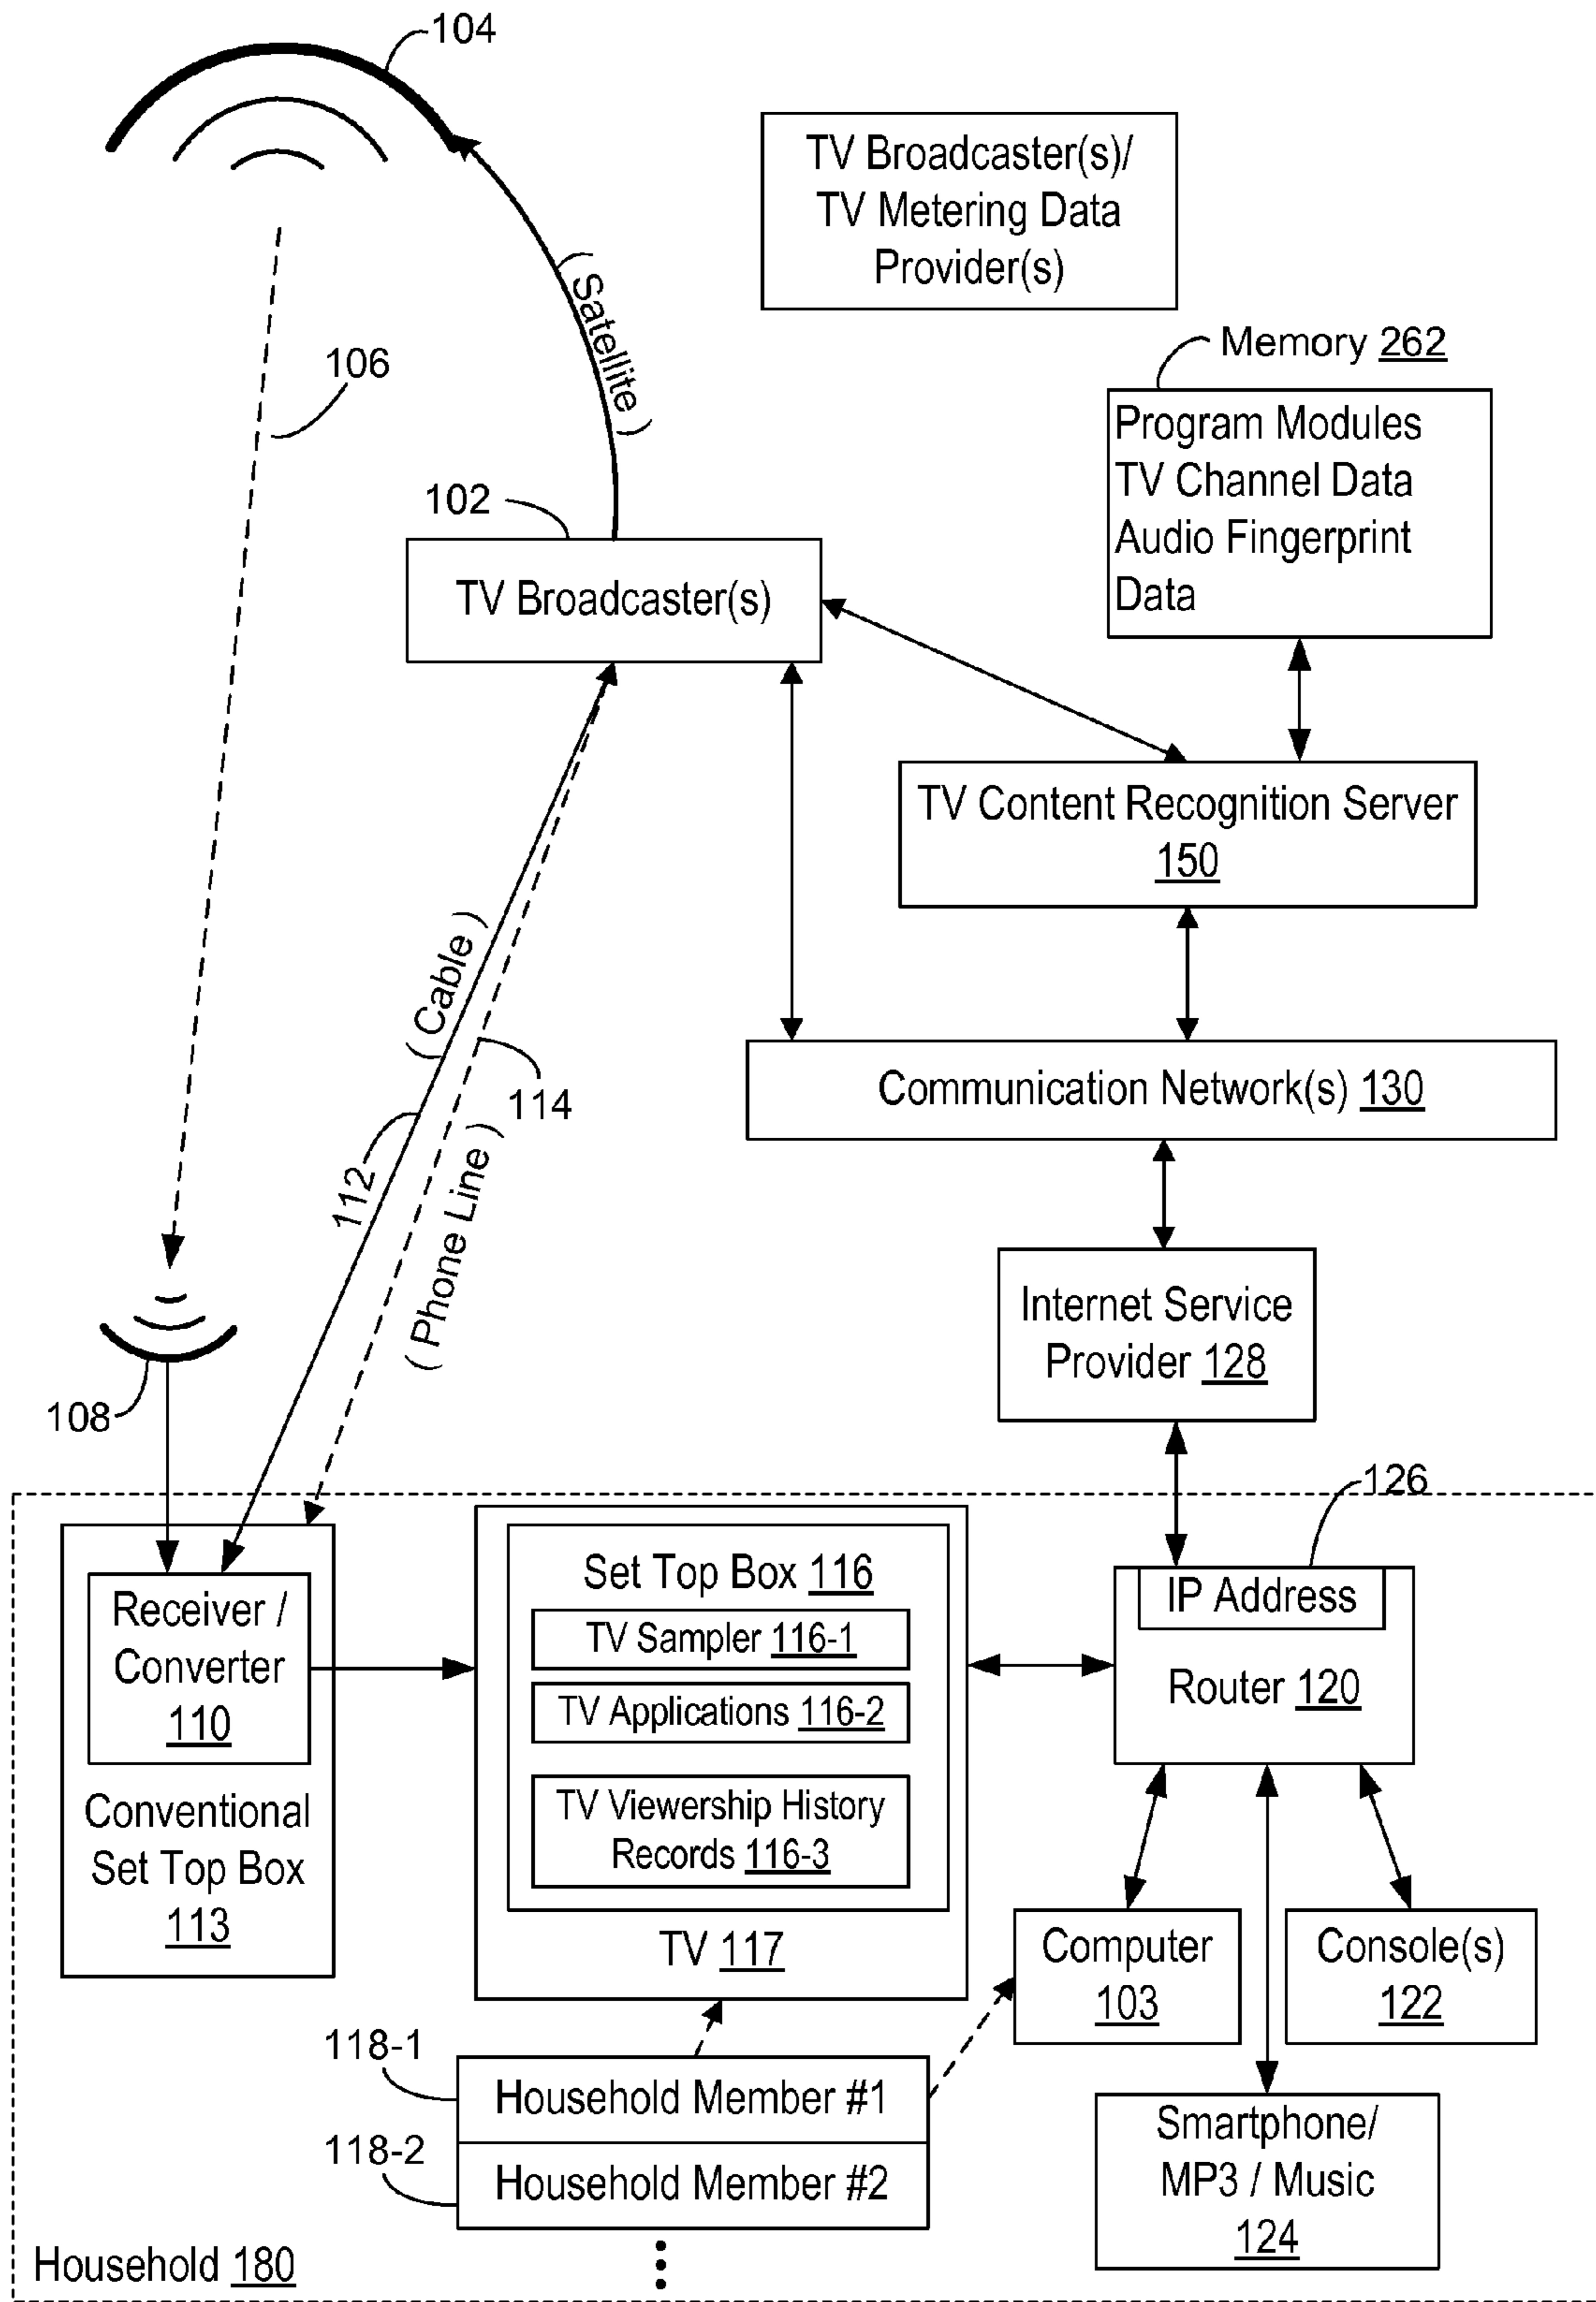 104
TV Broadcaster(s)/
TV Metering Data
Provider(s)
( Satellite )
106
Memory 262
Program Modules
TV Channel Data
Audio Fingerprint
Data
102
TV Broadcaster(s)
TV Content Recognition Server
150
( Cable )
114
112
( Phone Line )
Communication Network(s) 130
Internet Service
Provider 128
108
126
Receiver /
Converter
110
Conventional
Set Top Box
113
Set Top Box 116
TV Sampler 116-1
TV Applications 116-2
TV Viewership History
Records 116-3
TV 117
IP Address
Router 120
Computer
103
Console(s)
122
118-1
Household Member #1
118-2
Household Member #2
Smartphone/
MP3 / Music
124
Household 180